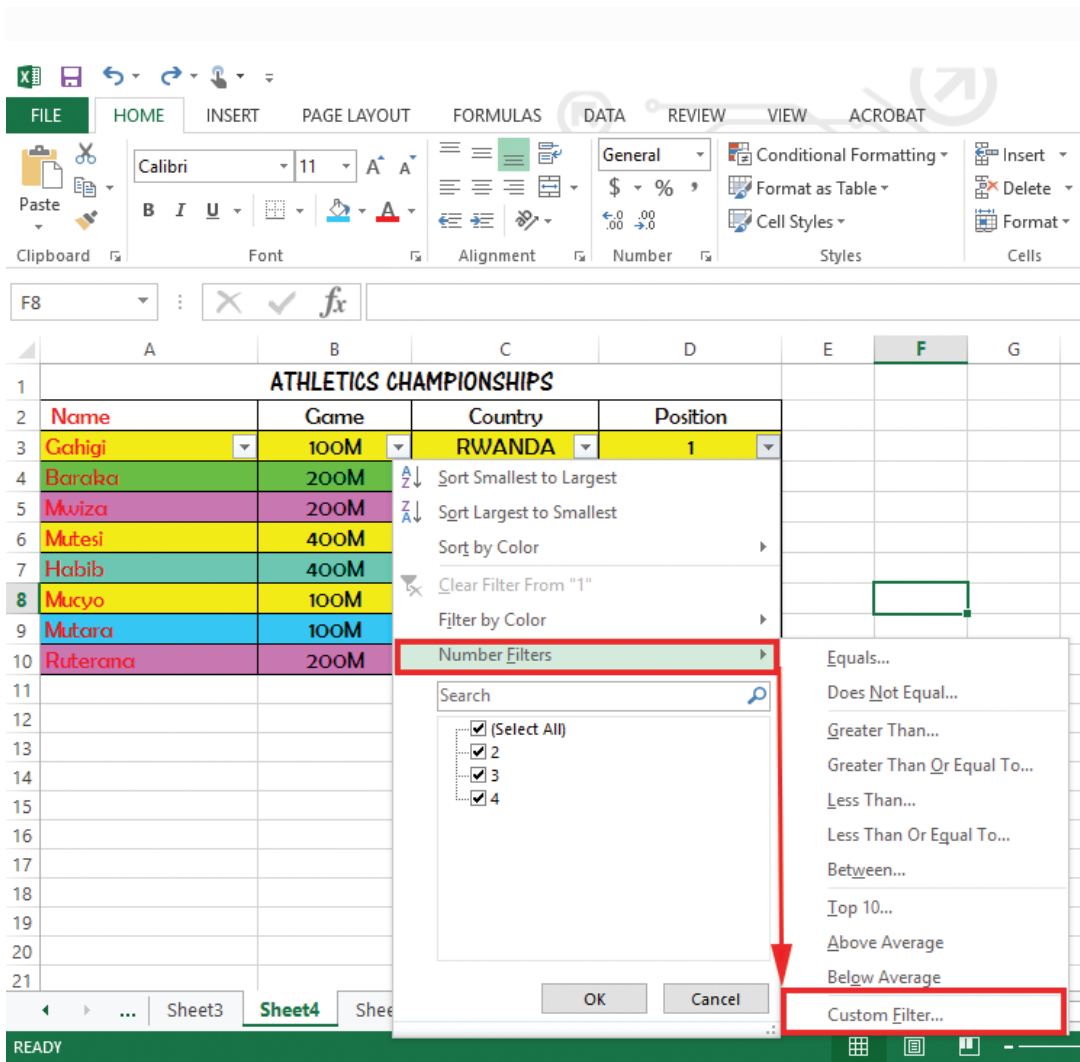 FILE HOME INSERT PAGE LAYOUT FORMULAS DATA REVIEW VIEW ACROBAT
Calibri 11 A A General Conditional Formatting Insert
Paste B I U A $ % , Format as Table Delete
.0 .00 Cell Styles Format
.00 .0
Clipboard Font Alignment Number Styles Cells
F8 fx
A B C D E F G
1 ATHLETICS CHAMPIONSHIPS
2 Name Game Country Position
3 Gahigi 100M RWANDA 1
4 Baraka 200M
5 Mwiza 200M
6 Mutesi 400M
7 Habib 400M
8 Mucyo 100M
9 Mutara 100M
10 Ruterana 200M
11
12
13
14
15
16
17
18
19
20
21
A Z Sort Smallest to Largest
Z A Sort Largest to Smallest
Sort by Color
Clear Filter From "1"
Filter by Color
Number Filters
Search
(Select All)
2
3
4
OK Cancel
Equals...
Does Not Equal...
Greater Than...
Greater Than Or Equal To...
Less Than...
Less Than Or Equal To...
Between...
Top 10...
Above Average
Below Average
Custom Filter...
... Sheet3 Sheet4 Shee
READY